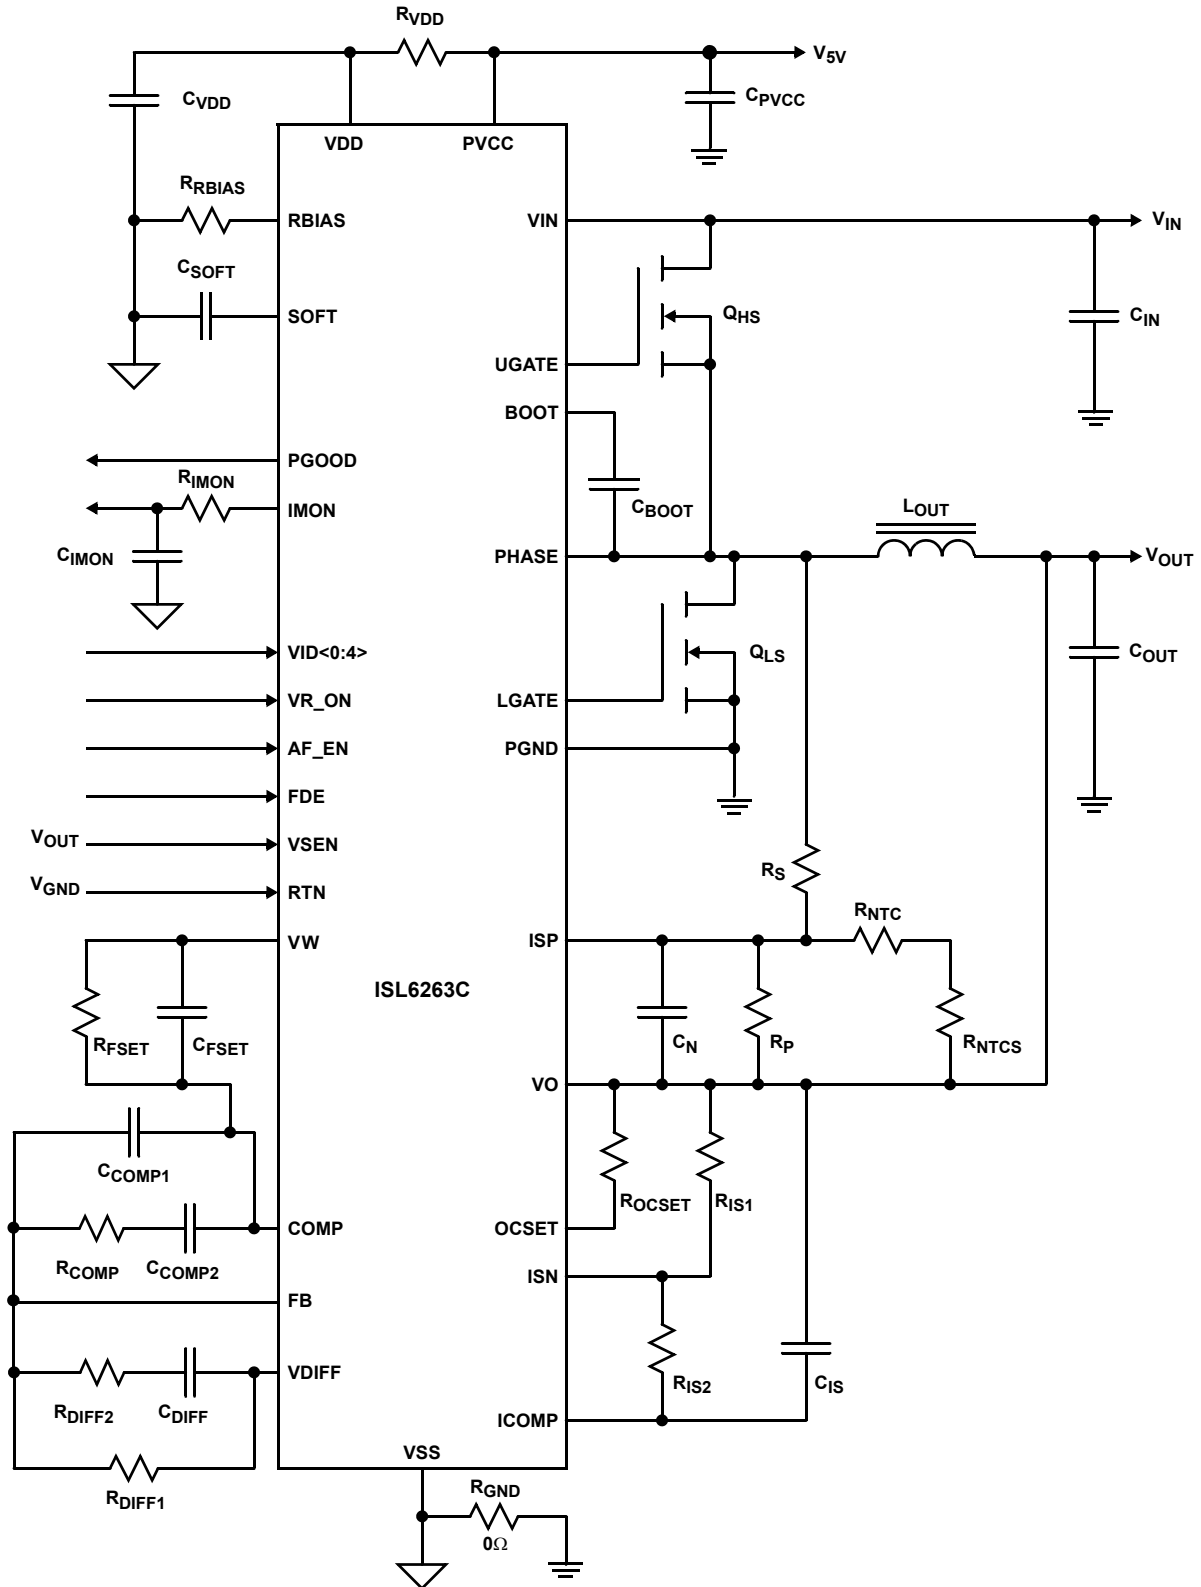 RVDD
V5V
CVDD
CPVCC
VDD
PVCC
RRBIAS
RBIAS
VIN
VIN
CSOFT
SOFT
QHS
CIN
UGATE
BOOT
PGOOD
RIMON
IMON
CBOOT
LOUT
CIMON
PHASE
VOUT
VID<0:4>
QLS
COUT
VR_ON
LGATE
AF_EN
PGND
FDE
VOUT
VSEN
VGND
RTN
RS
RNTC
VW
ISP
ISL6263C
RFSET
CFSET
CN
RP
RNTCS
VO
CCOMP1
ROCSET
RIS1
COMP
OCSET
RCOMP
CCOMP2
ISN
FB
VDIFF
RIS2
CIS
RDIFF2
CDIFF
ICOMP
VSS
RDIFF1
RGND
0Ω